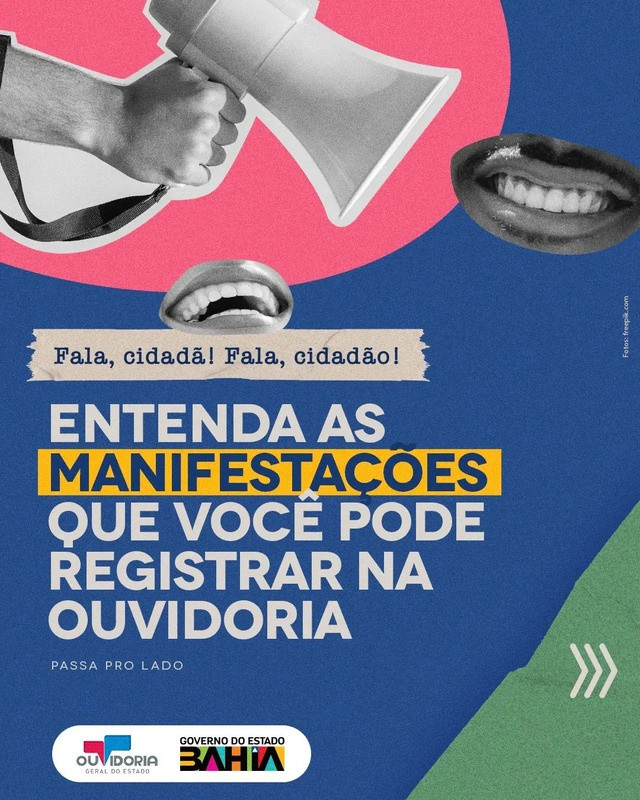 Fotos: freepik.com
Fala, cidadã! Fala, cidadão!
ENTENDA AS
MANIFESTAÇÕES
QUE VOCÊ PODE
REGISTRAR NA
OUVIDORIA
PASSA PRO LADO
OUVIDORIA
GERAL DO ESTADO
GOVERNO DO ESTADO
BAHIA